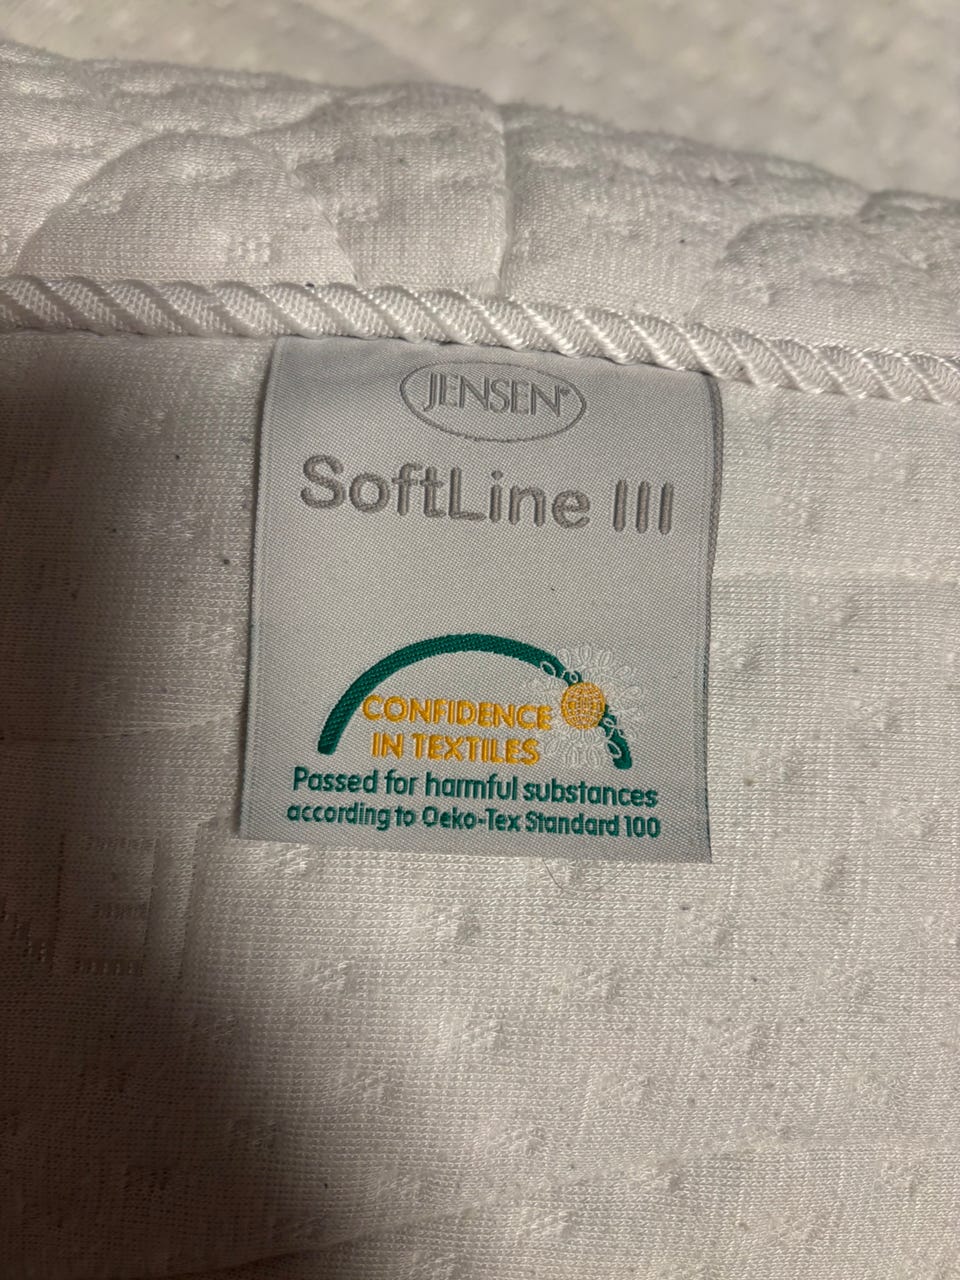 JENSEN®
SoftLine III
CONFIDENCE
IN TEXTILES
Passed for harmful substances
according to Oeko-Tex Standard 100